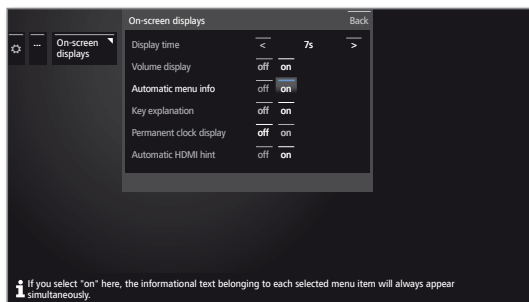 On-screen displays Back
... On-screen displays
Display time < 7s >
Volume display off on
Automatic menu info off on
Key explanation off on
Permanent clock display off on
Automatic HDMI hint off on
If you select "on" here, the informational text belonging to each selected menu item will always appear
simultaneously.